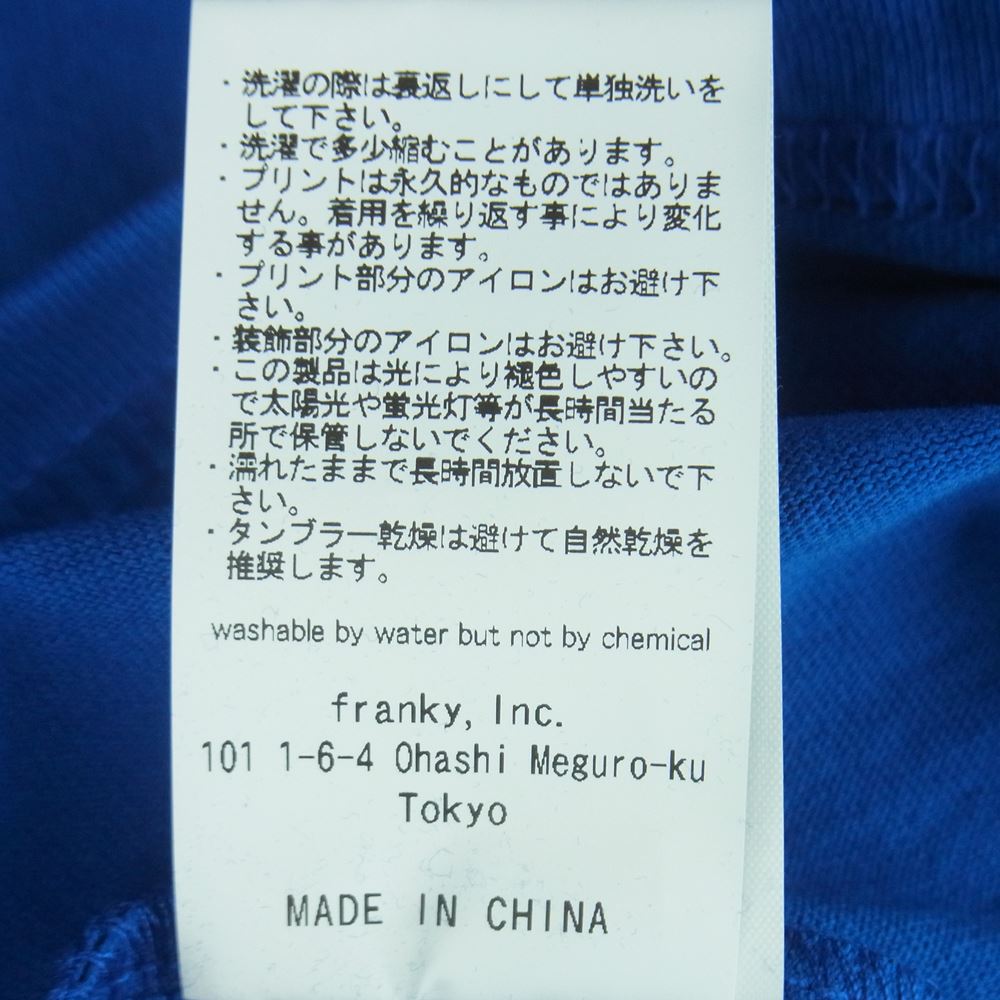 ・洗濯の際は裏返しにして単独洗いを
して下さい。
・洗濯で多少縮むことがあります。
・プリントは永久的なものではありま
せん。着用を繰り返す事により変化
する事があります。
・プリント部分のアイロンはお避け下
さい。
・装飾部分のアイロンはお避け下さい。
・この製品は光により褪色しやすいの
で太陽光や蛍光灯等が長時間当たる
所で保管しないでください。
・濡れたままで長時間放置しないで下
さい。
・タンブラー乾燥は避けて自然乾燥を
推奨します。
washable by water but not by chemical
franky, Inc.
101 1-6-4 Ohashi Meguro-ku
Tokyo
MADE IN CHINA